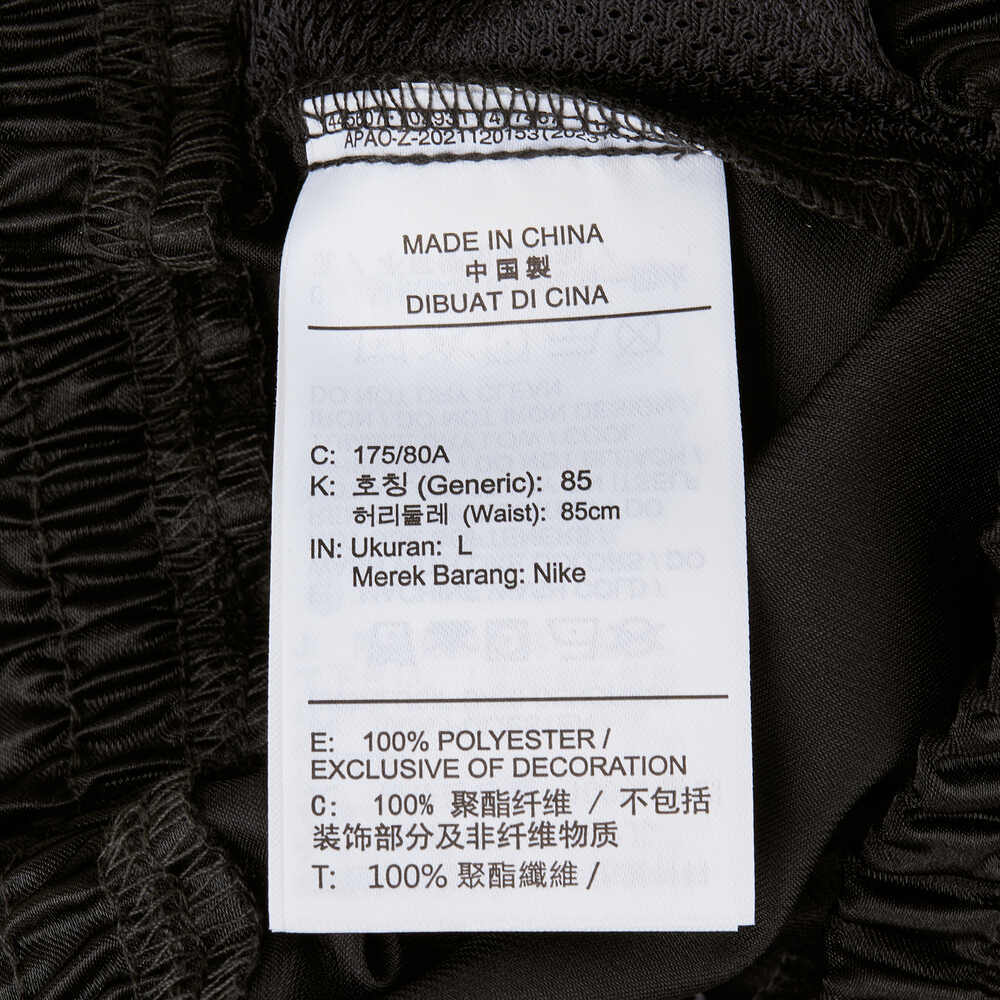 APAO-Z-2021120153
MADE IN CHINA
中国製
DIBUAT DI CINA
C: 175/80A
K: 호칭 (Generic): 85
허리둘레 (Waist): 85cm
IN: Ukuran: L
Merek Barang: Nike
E: 100% POLYESTER /
EXCLUSIVE OF DECORATION
C: 100% 聚酯纤维 / 不包括
装饰部分及非纤维物质
T: 100% 聚酯纖維 /